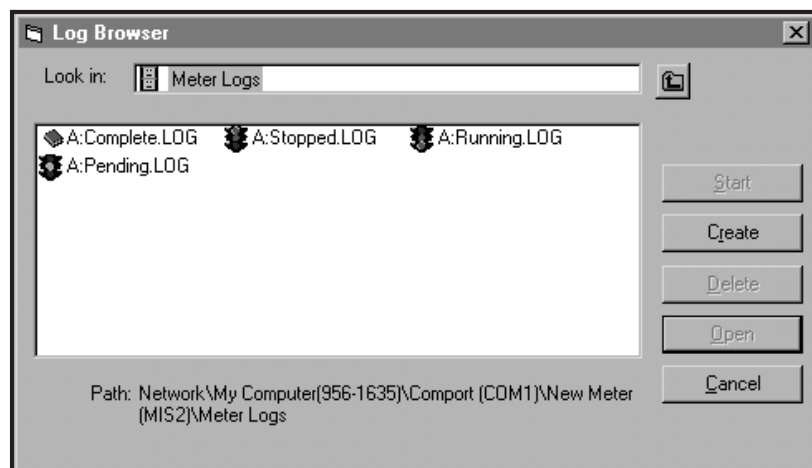 Log Browser
Look in: Meter Logs
A:Complete.LOG A:Stopped.LOG A:Running.LOG
A:Pending.LOG
Start
Create
Delete
Open
Cancel
Path: Network\My Computer(956-1635)\Comport (COM1)\New Meter
(MIS2)\Meter Logs